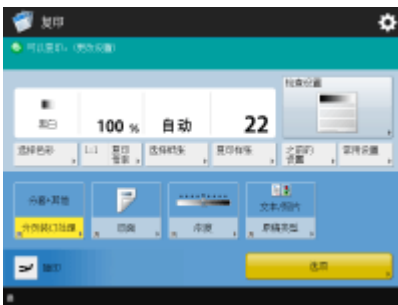 复印
可以复印。(更改设置)
检查设置
黑白
100 % 自动 22
选择色彩 1:1 复印倍率 选择纸张 复印份数 之前的设置 常用设置
分套+其他
双面 浓度 原稿类型
文本/照片
选项